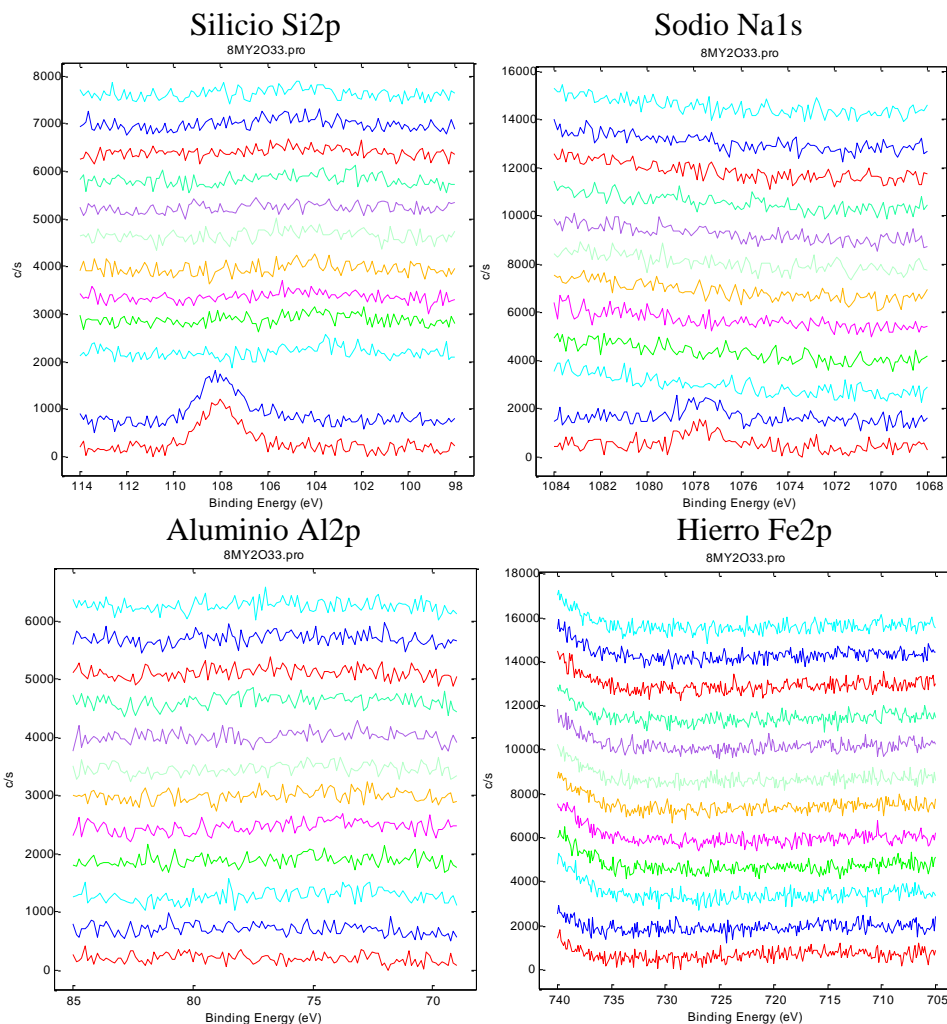 Silicio Si2p
8MY2O33.pro
8000
7000
6000
5000
4000
3000
2000
1000
0
c/s
114 112 110 108 106 104 102 100 98
Binding Energy (eV)
Sodio Na1s
8MY2O33.pro
16000
14000
12000
10000
8000
6000
4000
2000
0
c/s
1084 1082 1080 1078 1076 1074 1072 1070 1068
Binding Energy (eV)
Aluminio Al2p
8MY2O33.pro
6000
5000
4000
3000
2000
1000
0
c/s
85 80 75 70
Binding Energy (eV)
Hierro Fe2p
8MY2O33.pro
18000
16000
14000
12000
10000
8000
6000
4000
2000
0
c/s
740 735 730 725 720 715 710 705
Binding Energy (eV)